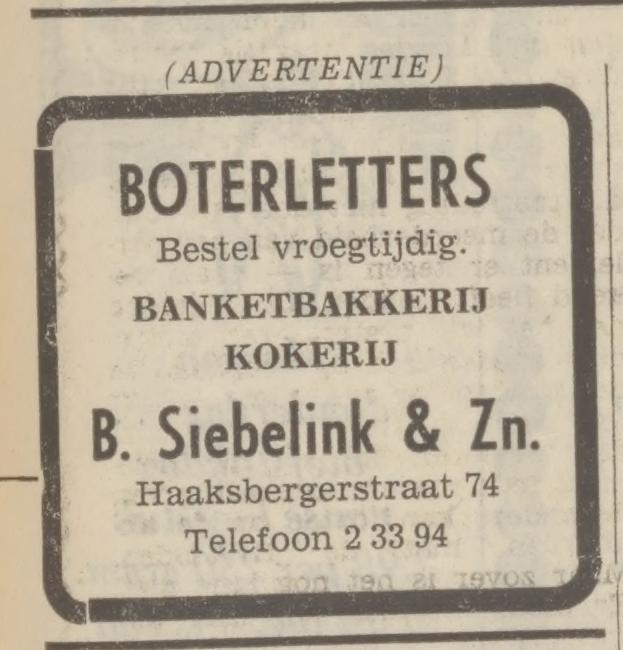 (ADVERTENTIE)
BOTERLETTERS
Bestel vroegtijdig.
BANKETBAKKERIJ
KOKERIJ
B. Siebelink & Zn.
Haaksbergerstraat 74
Telefoon 2 33 94